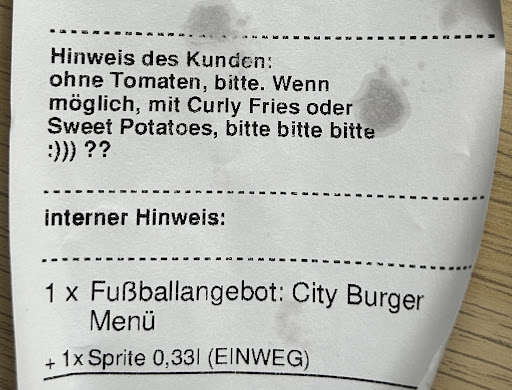 Hinweis des Kunden:
ohne Tomaten, bitte. Wenn
möglich, mit Curly Fries oder
Sweet Potatoes, bitte bitte bitte
:))) ??
interner Hinweis:
1 x Fußballangebot: City Burger
Menü
+ 1x Sprite 0,33l (EINWEG)